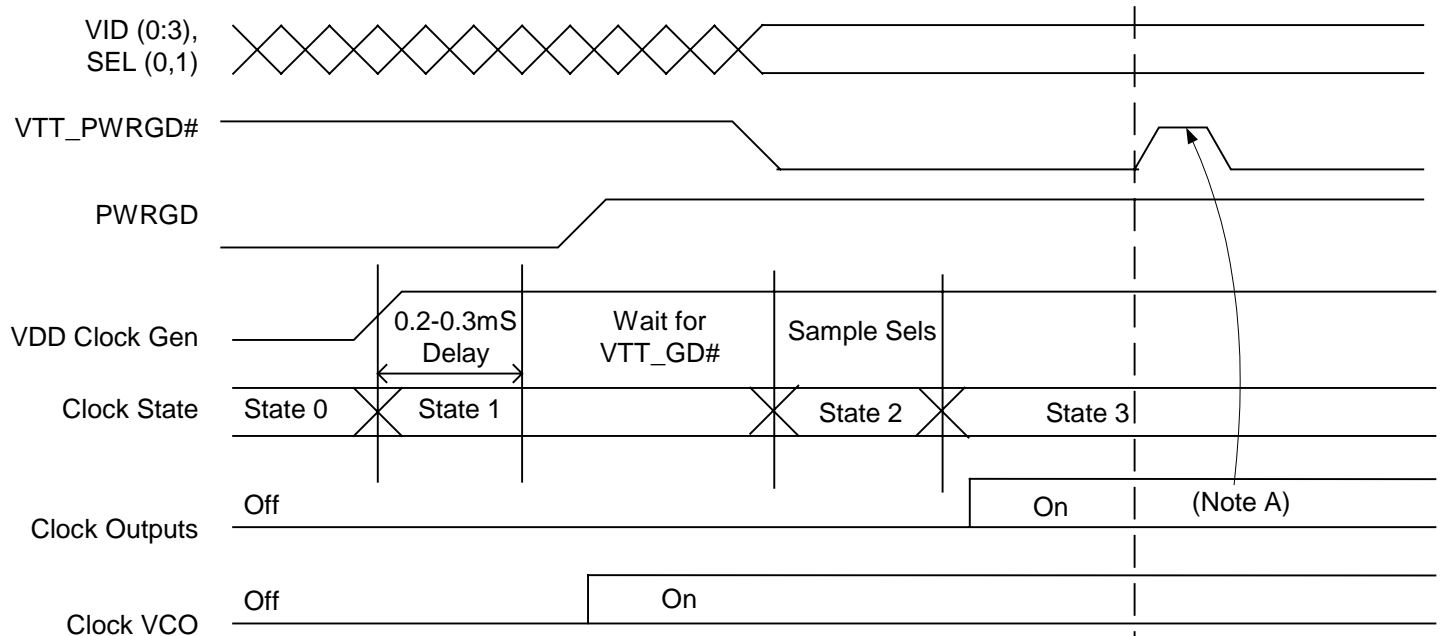 VID (0:3),
SEL (0,1)
VTT_PWRGD#
PWRGD
VDD Clock Gen
0.2-0.3mS
Delay
Wait for
VTT_GD#
Sample Sels
Clock State
State 0
State 1
State 2
State 3
Clock Outputs
Off
On
(Note A)
Clock VCO
Off
On